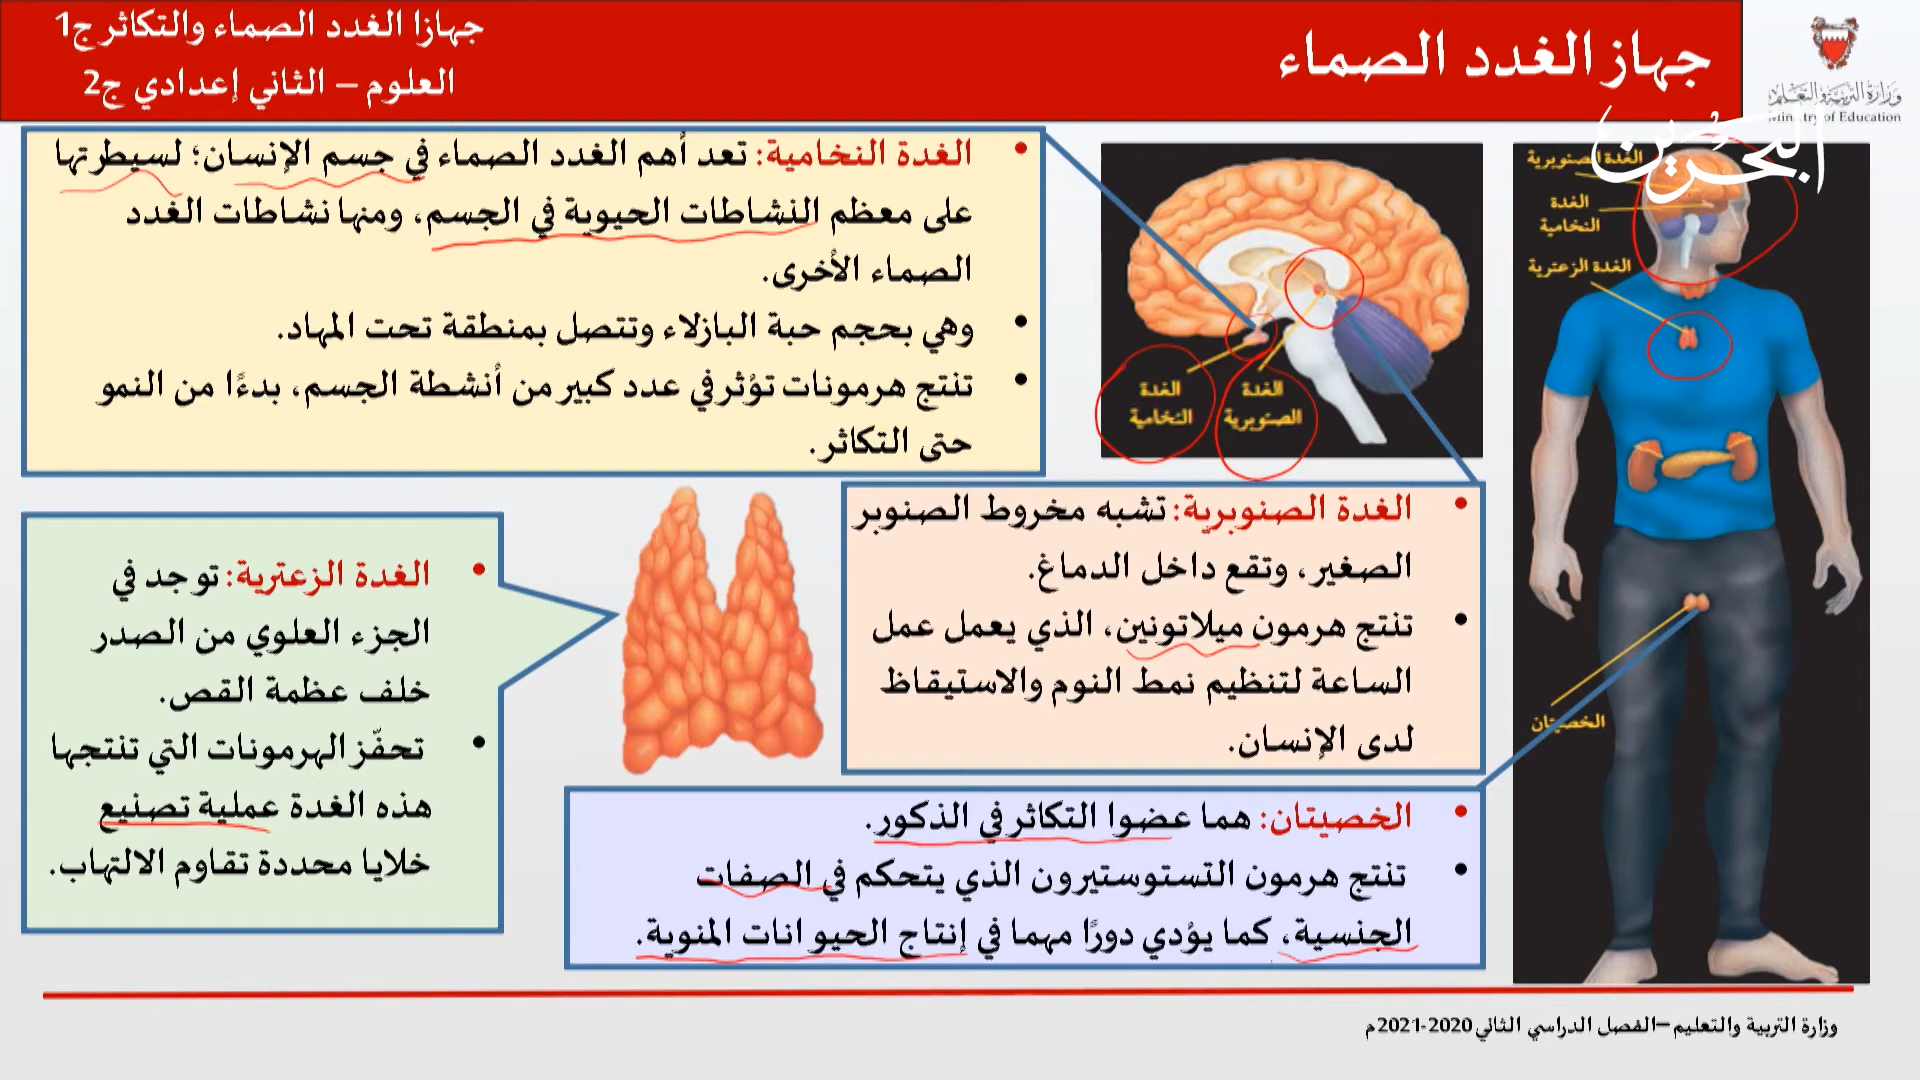 جهاز الغدد الصماء
جهازا الغدد الصماء والتكاثر ج1
العلوم – الثاني إعدادي ج2
وزارة التربية والتعليم
Ministry of Education
البحرين
• الغدة النخامية: تعد أهم الغدد الصماء في جسم الإنسان؛ لسيطرتها
على معظم النشاطات الحيوية في الجسم، ومنها نشاطات الغدد
الصماء الأخرى.
• وهي بحجم حبة البازلاء وتتصل بمنطقة تحت المهاد.
• تنتج هرمونات تؤثر في عدد كبير من أنشطة الجسم، بدءًا من النمو
حتى التكاثر.
الغدة
النخامية
الغدة
الصنوبرية
الغدة الصنوبرية
الغدة
النخامية
الغدة الزعترية
الخصيتان
• الغدة الصنوبرية: تشبه مخروط الصنوبر
الصغير، وتقع داخل الدماغ.
• تنتج هرمون ميلاتونين، الذي يعمل عمل
الساعة لتنظيم نمط النوم والاستيقاظ
لدى الإنسان.
• الغدة الزعترية: توجد في
الجزء العلوي من الصدر
خلف عظمة القص.
• تحفّز الهرمونات التي تنتجها
هذه الغدة عملية تصنيع
خلايا محددة تقاوم الالتهاب.
• الخصيتان: هما عضوا التكاثر في الذكور.
• تنتج هرمون التستوستيرون الذي يتحكم في الصفات
الجنسية، كما يؤدي دورًا مهما في إنتاج الحيوانات المنوية.
وزارة التربية والتعليم –الفصل الدراسي الثاني 2020-2021م